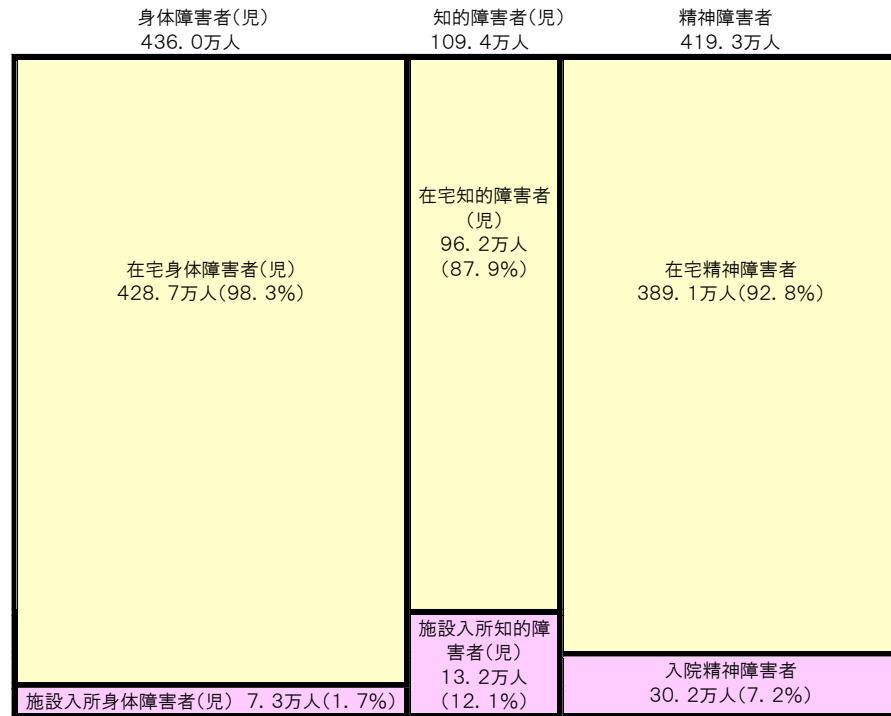 身体障害者(児)
436.0万人
知的障害者(児)
109.4万人
精神障害者
419.3万人
在宅身体障害者(児)
428.7万人(98.3%)
在宅知的障害者
(児)
96.2万人
(87.9%)
在宅精神障害者
389.1万人(92.8%)
施設入所身体障害者(児) 7.3万人(1.7%)
施設入所知的障
害者(児)
13.2万人
(12.1%)
入院精神障害者
30.2万人(7.2%)